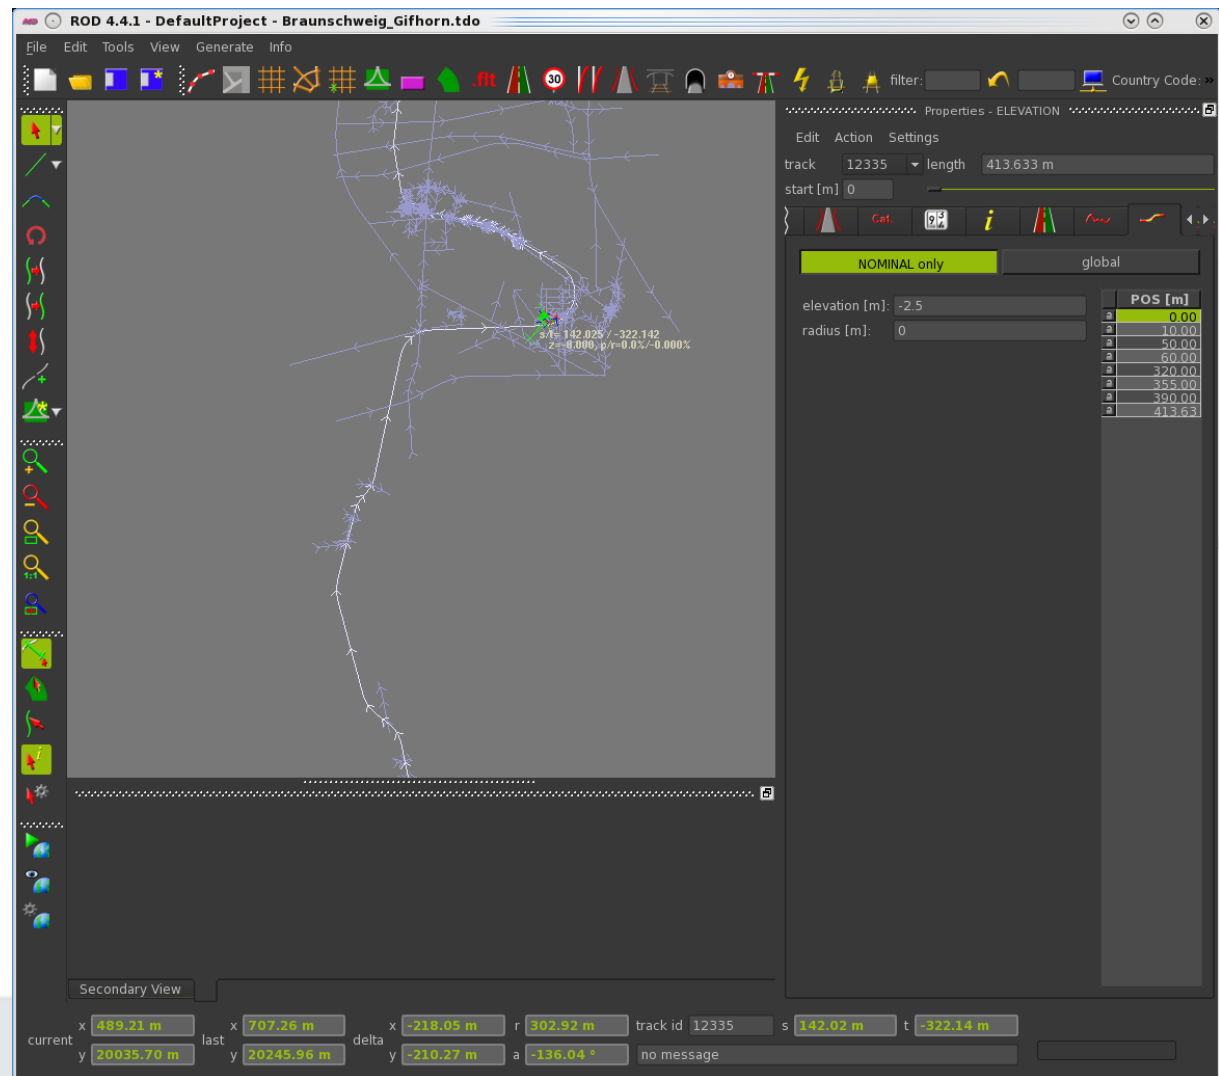 ROD 4.4.1 - DefaultProject - Braunschweig_Gifhorn.tdo
File Edit Tools View Generate Info
.flt 30 filter: Country Code: »
Properties - ELEVATION
Edit Action Settings
track 12335 length 413.633 m
start [m] 0
Cat. i
NOMINAL only global
elevation [m]: -2.5
radius [m]: 0
POS [m]
a 0.00
a 10.00
a 50.00
a 60.00
a 320.00
a 355.00
a 390.00
a 413.63
s/t= 142.025 / -322.142
z=-0.000, p/r=0.0%/-0.000%
1:1
Secondary View
current x 489.21 m last x 707.26 m delta x -218.05 m r 302.92 m track id 12335 s 142.02 m t -322.14 m
y 20035.70 m y 20245.96 m y -210.27 m a -136.04 ° no message